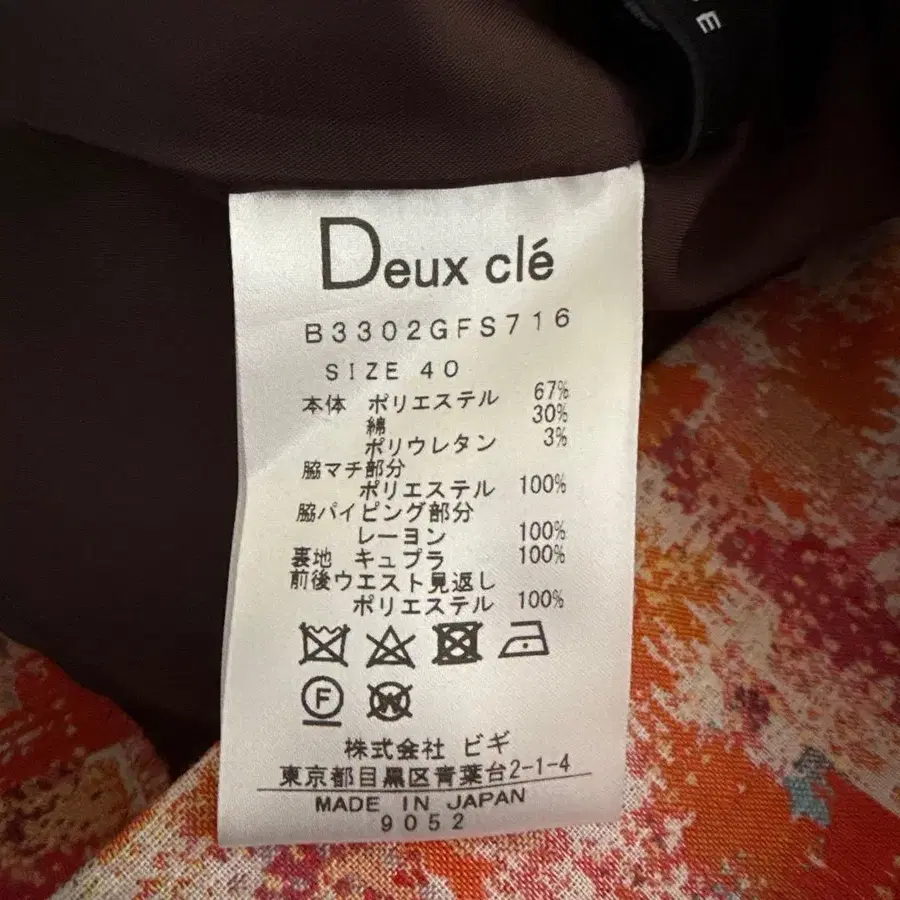 Deux clé
B3302GFS716
SIZE 40
本体 ポリエステル 67%
綿 30%
ポリウレタン 3%
脇マチ部分
ポリエステル 100%
脇パイピング部分
レーヨン 100%
裏地 キュプラ 100%
前後ウエスト見返し
ポリエステル 100%
F W
株式会社 ビギ
東京都目黒区青葉台2-1-4
MADE IN JAPAN
9052